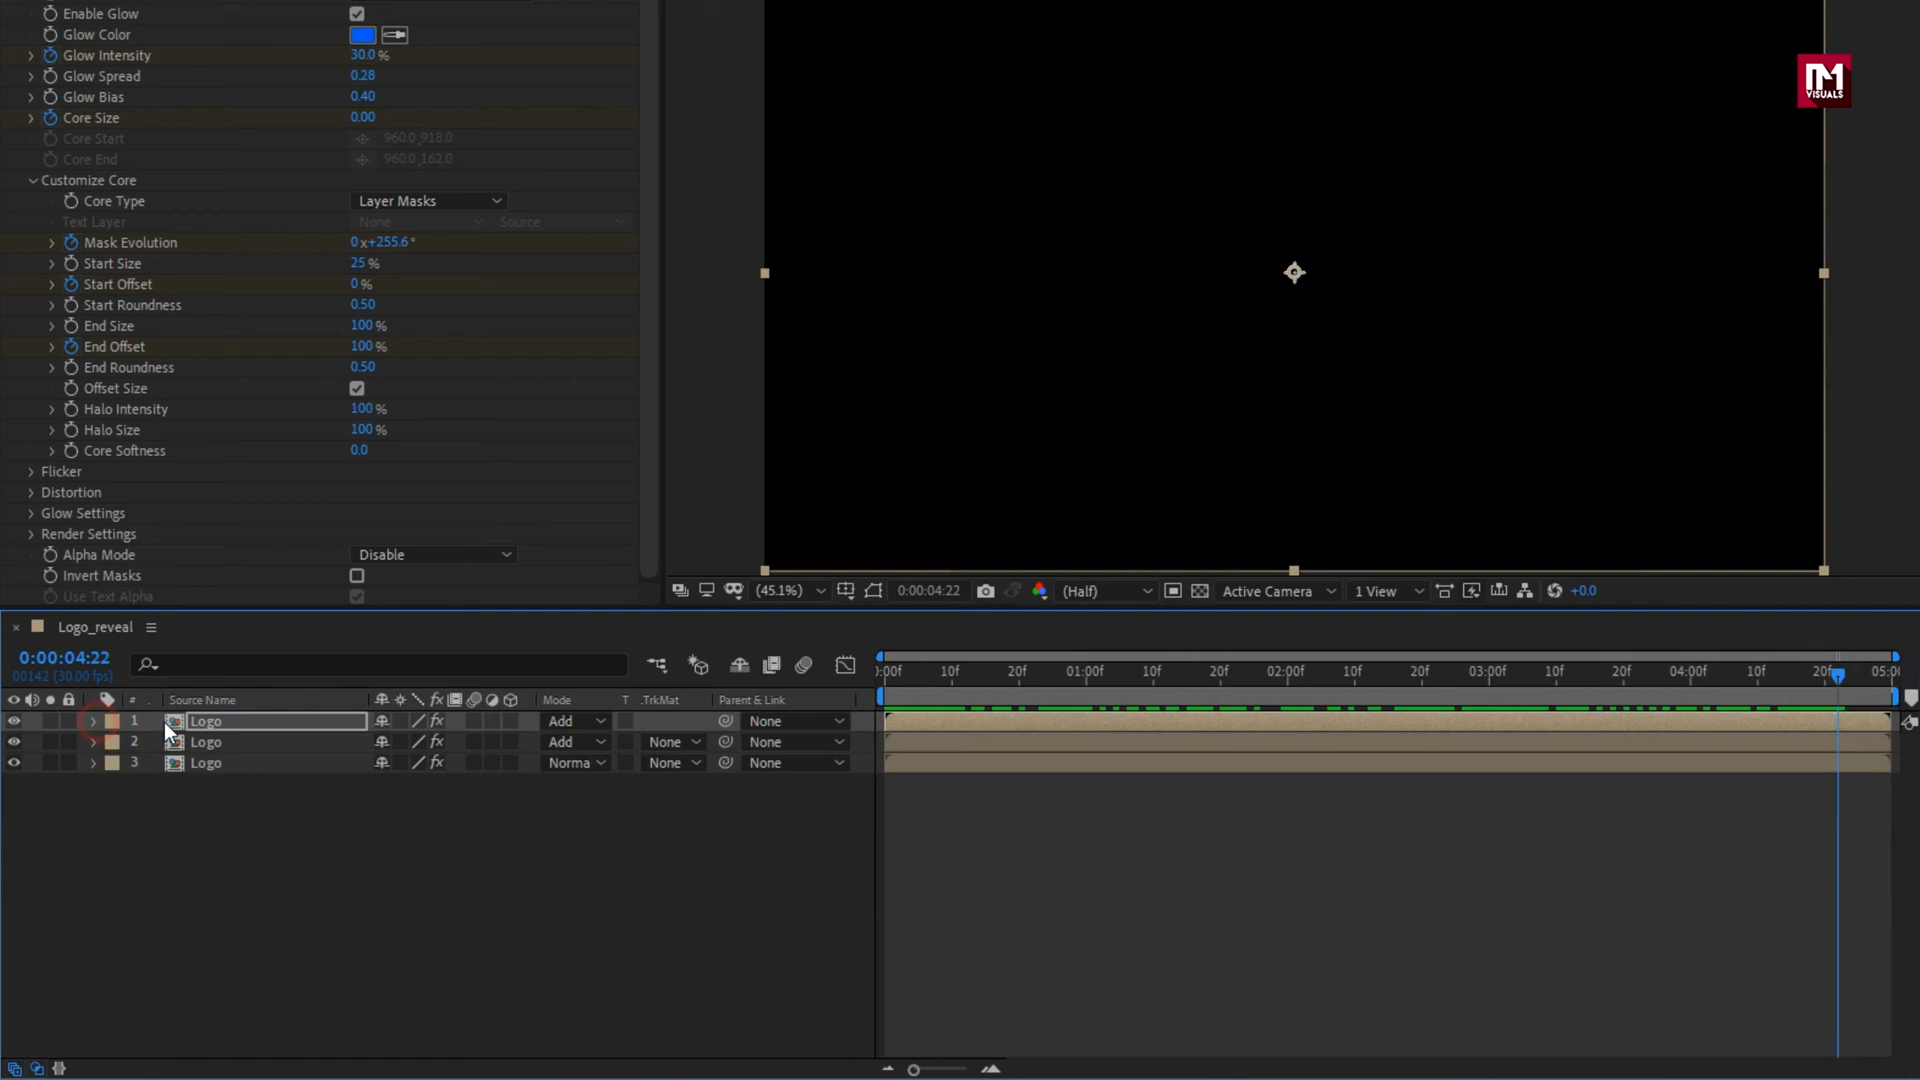 Enable Glow
Glow Color
Glow Intensity 30.0 %
Glow Spread 0.28
Glow Bias 0.40
Core Size 0.00
Core Start 960.0,918.0
Core End 960.0,162.0
Customize Core
Core Type Layer Masks
Text Layer None Source
Mask Evolution 0x+255.6°
Start Size 25 %
Start Offset 0 %
Start Roundness 0.50
End Size 100 %
End Offset 100 %
End Roundness 0.50
Offset Size
Halo Intensity 100 %
Halo Size 100 %
Core Softness 0.0
Flicker
Distortion
Glow Settings
Render Settings
Alpha Mode Disable
Invert Masks
Use Text Alpha
VISUALS
(45.1%) 0:00:04:22 (Half) Active Camera 1 View +0.0
Logo_reveal
0:00:04:22
00142 (30.00 fps)
):00f 10f 20f 01:00f 10f 20f 02:00f 10f 20f 03:00f 10f 20f 04:00f 10f 20f 05:00
# . Source Name fx Mode T .TrkMat Parent & Link
1 Logo fx Add None
2 Logo fx Add None None
3 Logo fx Norma None None